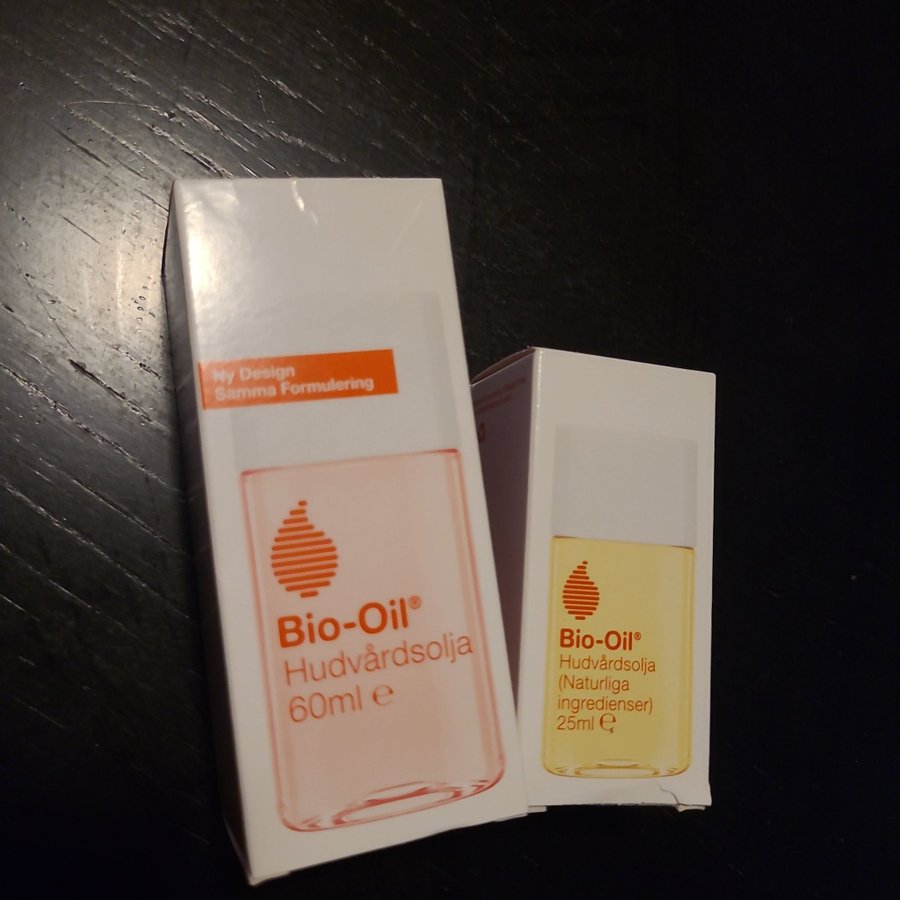 Ny Design
Samma Formulering
Bio-Oil®
Hudvårdsolja
60ml ℮
Bio-Oil®
Hudvårdsolja
(Naturliga
ingredienser)
25ml ℮